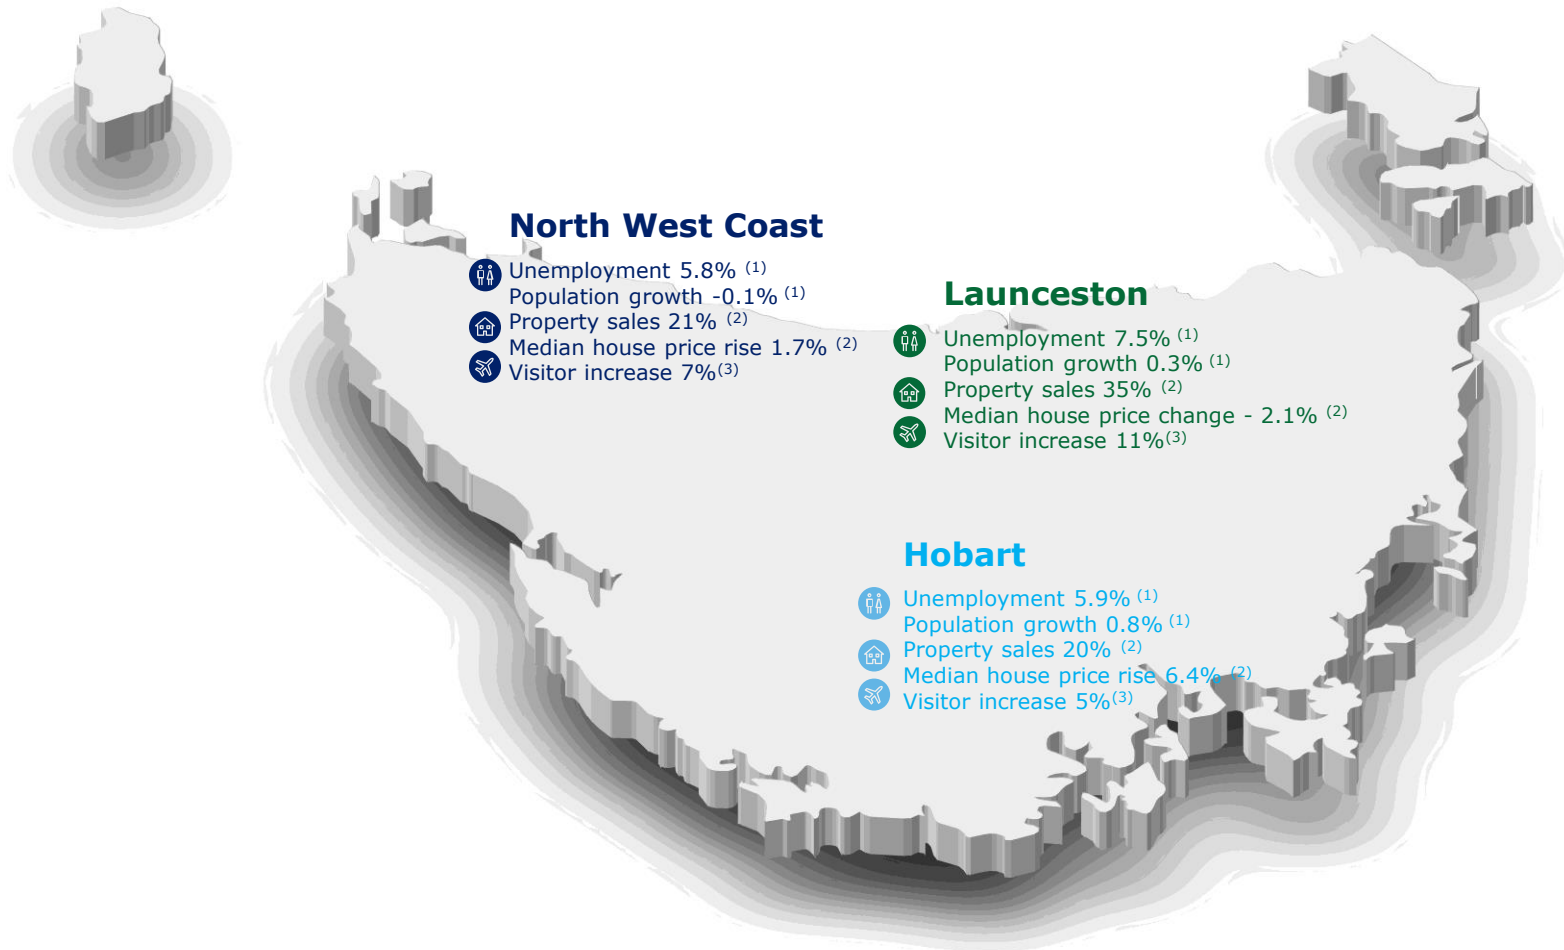 North West Coast
Unemployment 5.8% (1)
Population growth -0.1% (1)
Property sales 21% (2)
Median house price rise 1.7% (2)
Visitor increase 7%(3)
Launceston
Unemployment 7.5% (1)
Population growth 0.3% (1)
Property sales 35% (2)
Median house price change - 2.1% (2)
Visitor increase 11%(3)
Hobart
Unemployment 5.9% (1)
Population growth 0.8% (1)
Property sales 20% (2)
Median house price rise 6.4% (2)
Visitor increase 5%(3)